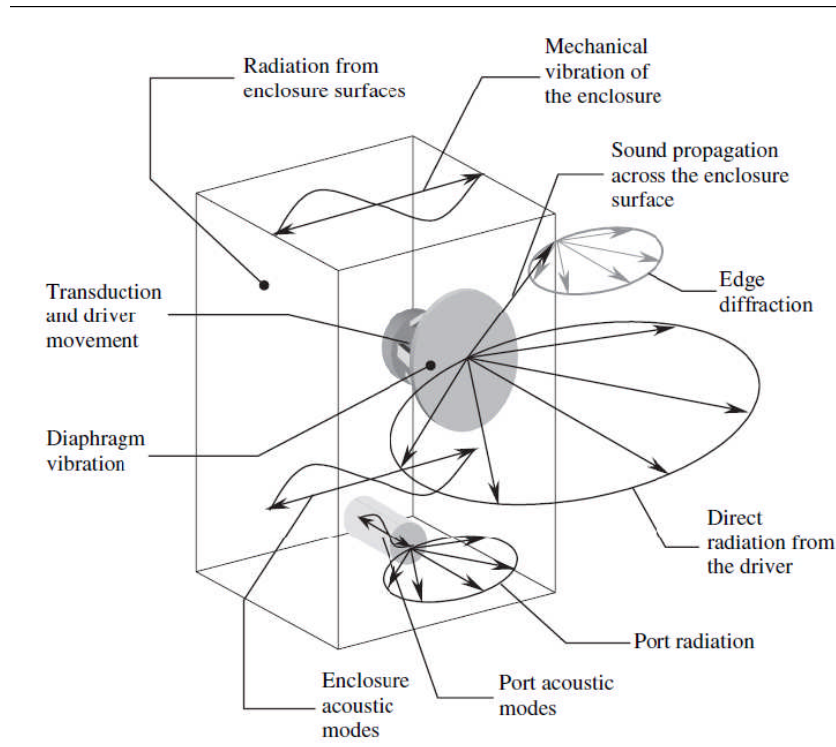 Mechanical
vibration of
the enclosure
Radiation from
enclosure surfaces
Sound propagation
across the enclosure
surface
Edge
diffraction
Transduction
and driver
movement
Diaphragm
vibration
Direct
radiation from
the driver
Port radiation
Enclosure
acoustic
modes
Port acoustic
modes